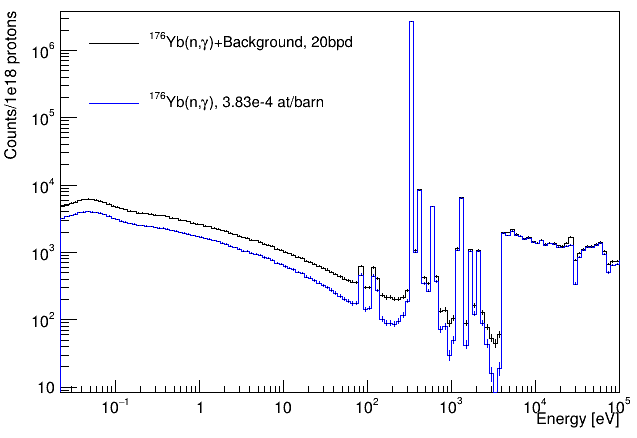 Counts/1e18 protons
¹⁷⁶Yb(n,γ)+Background, 20bpd
¹⁷⁶Yb(n,γ), 3.83e-4 at/barn
10⁶
10⁵
10⁴
10³
10²
10
10⁻¹ 1 10 10² 10³ 10⁴ 10⁵
Energy [eV]